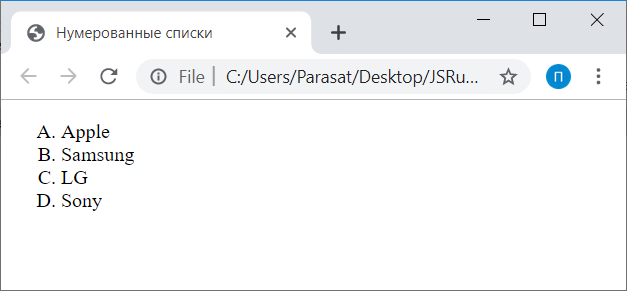 Нумерованные списки
File | C:/Users/Parasat/Desktop/JSRu...
П
A. Apple
B. Samsung
C. LG
D. Sony